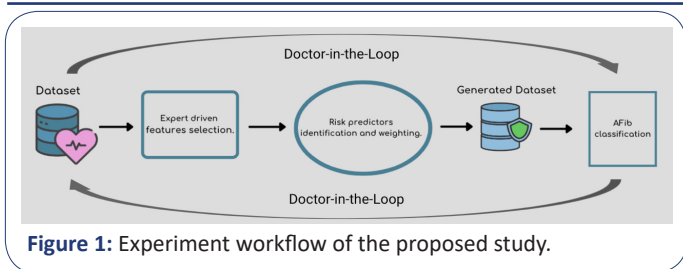 Doctor-in-the-Loop
Dataset
Expert driven
features selection.
Risk predictors
identification and weighting.
Generated Dataset
AFib
classification
Doctor-in-the-Loop
Figure 1: Experiment workflow of the proposed study.